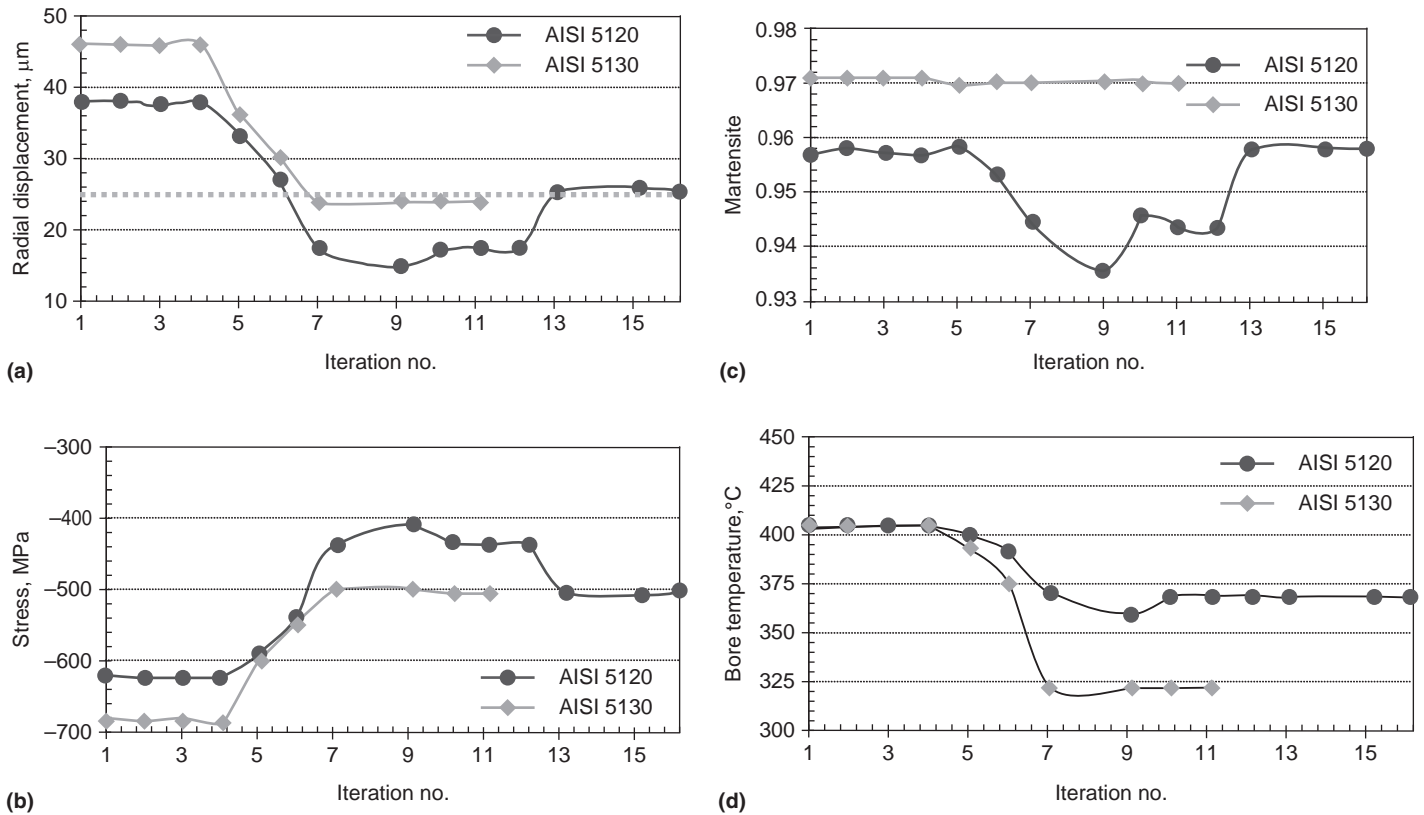 50
40
30
20
10
Radial displacement, μm
AISI 5120
AISI 5130
1 3 5 7 9 11 13 15
Iteration no.
(a)
0.98
0.97
0.96
0.95
0.94
0.93
Martensite
AISI 5120
AISI 5130
1 3 5 7 9 11 13 15
Iteration no.
(c)
–300
–400
–500
–600
–700
Stress, MPa
AISI 5120
AISI 5130
1 3 5 7 9 11 13 15
Iteration no.
(b)
450
425
400
375
350
325
300
Bore temperature,°C
AISI 5120
AISI 5130
1 3 5 7 9 11 13 15
Iteration no.
(d)